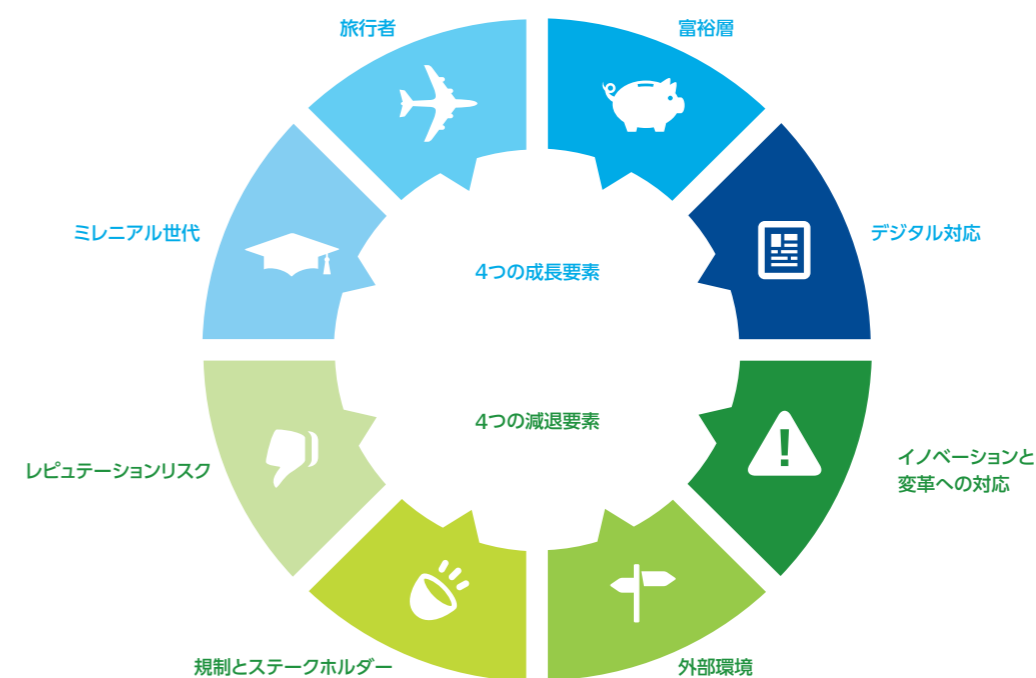 旅行者
富裕層
ミレニアル世代
デジタル対応
4つの成長要素
4つの減退要素
レピュテーションリスク
イノベーションと
変革への対応
規制とステークホルダー
外部環境